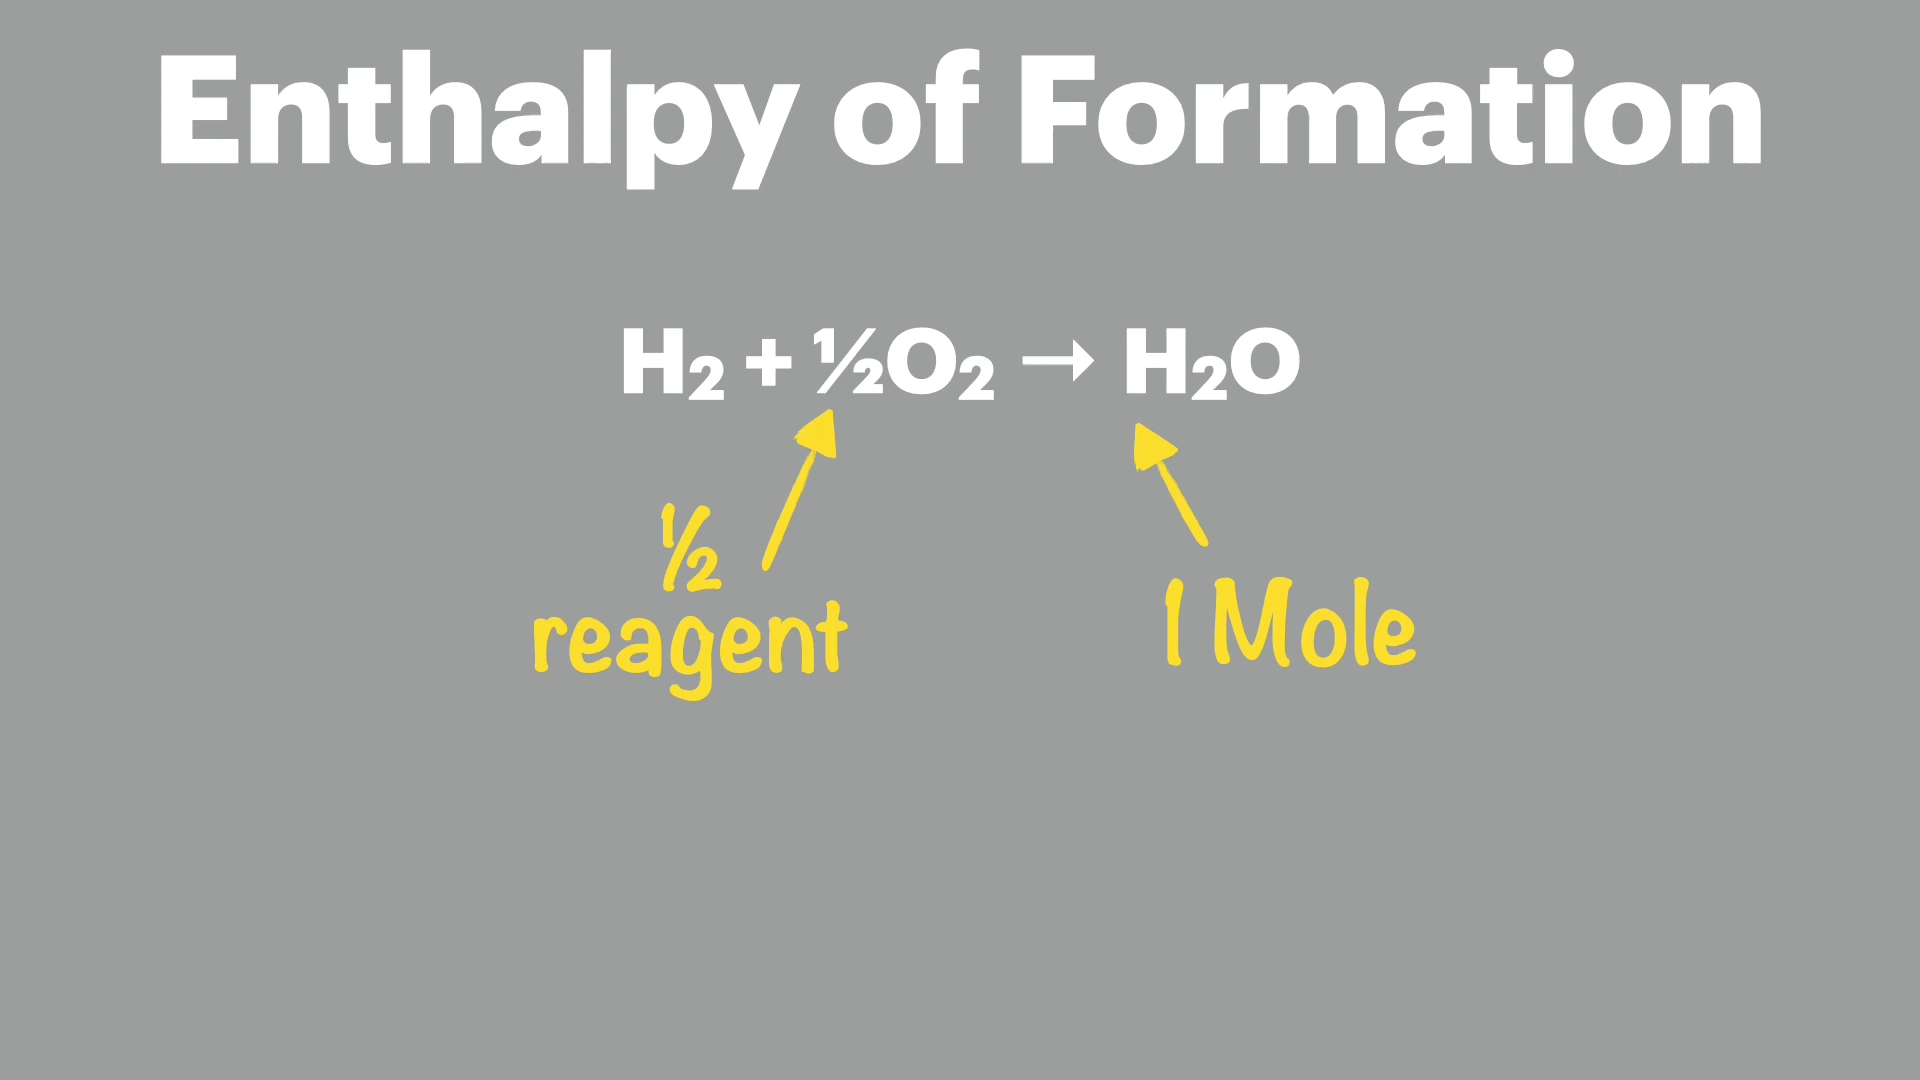 Enthalpy of Formation
H₂ + ½O₂ → H₂O
½
reagent
1 Mole